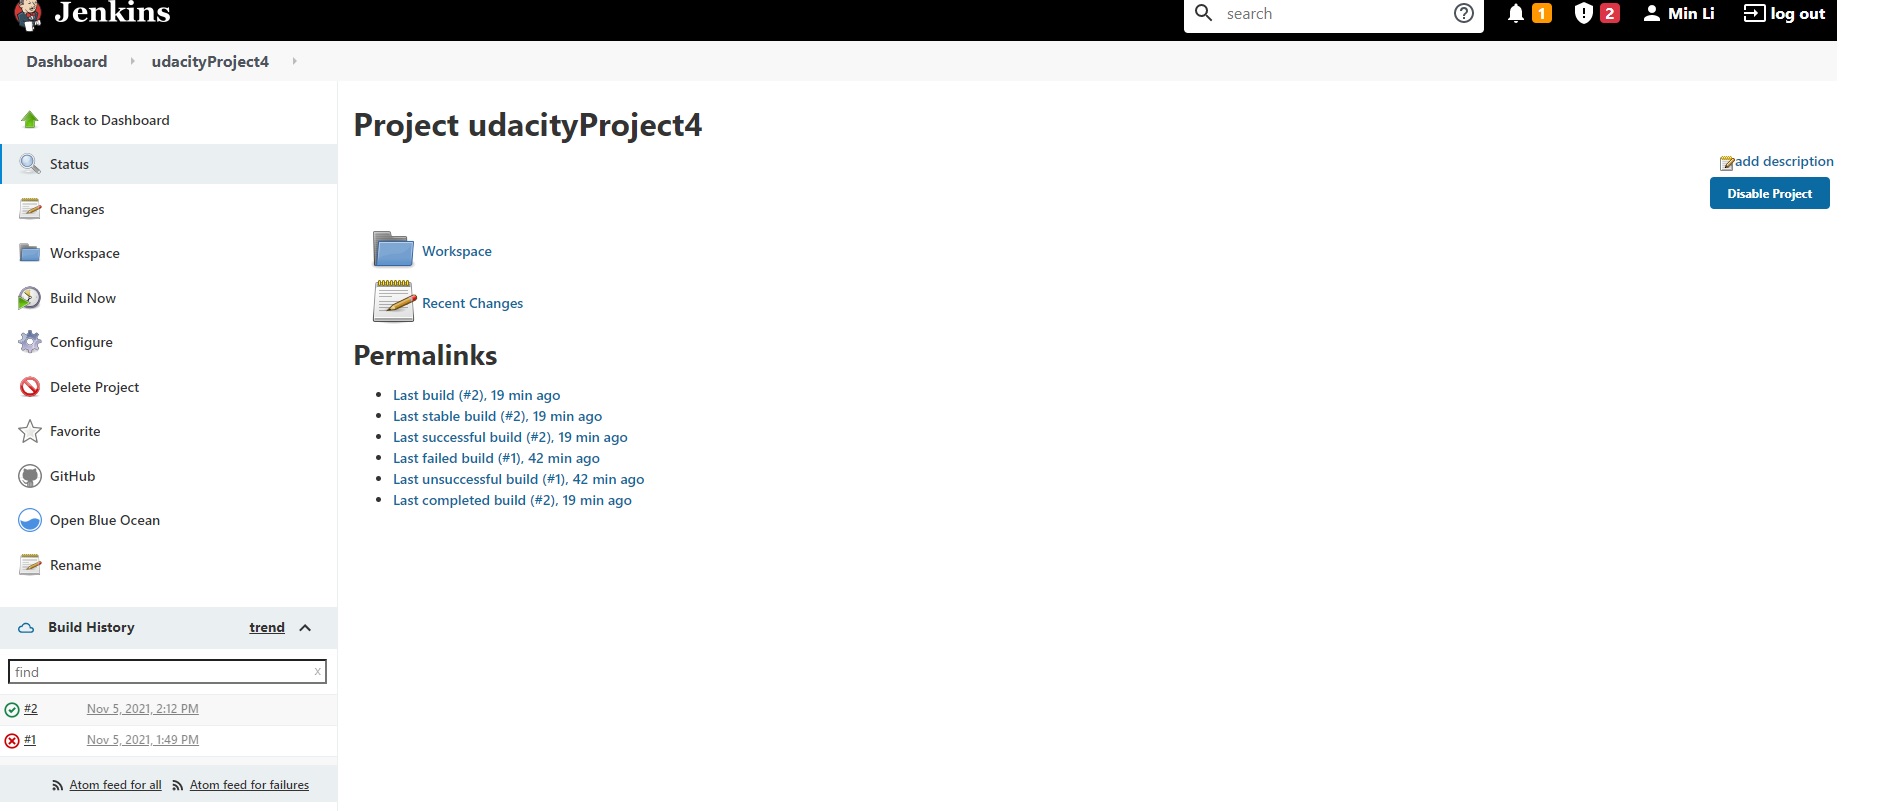 Jenkins
search
1
2
Min Li
log out
Dashboard
udacityProject4
Back to Dashboard
Status
Changes
Workspace
Build Now
Configure
Delete Project
Favorite
GitHub
Open Blue Ocean
Rename
Build History
trend
find
x
#2
Nov 5, 2021, 2:12 PM
#1
Nov 5, 2021, 1:49 PM
Atom feed for all
Atom feed for failures
Project udacityProject4
add description
Disable Project
Workspace
Recent Changes
Permalinks
Last build (#2), 19 min ago
Last stable build (#2), 19 min ago
Last successful build (#2), 19 min ago
Last failed build (#1), 42 min ago
Last unsuccessful build (#1), 42 min ago
Last completed build (#2), 19 min ago